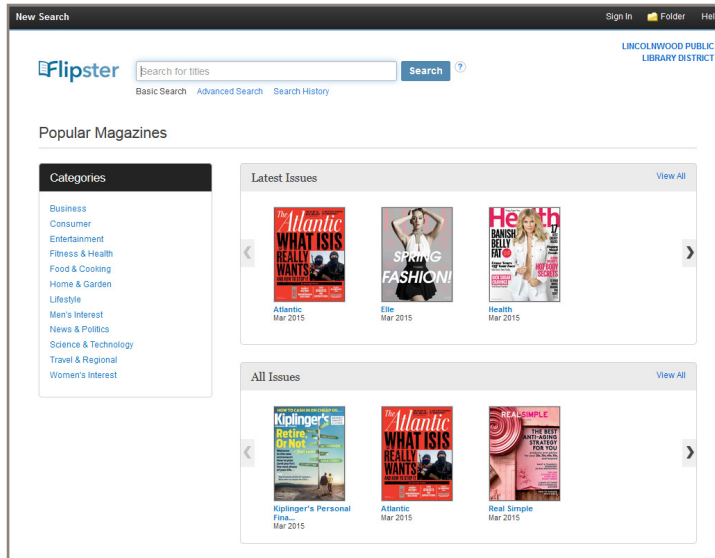 New Search
Sign In
Folder
Hel
LINCOLNWOOD PUBLIC
LIBRARY DISTRICT
Flipster
Search for titles
Search
?
Basic Search
Advanced Search
Search History
Popular Magazines
Categories
Business
Consumer
Entertainment
Fitness & Health
Food & Cooking
Home & Garden
Lifestyle
Men's Interest
News & Politics
Science & Technology
Travel & Regional
Women's Interest
Latest Issues
View All
The
Atlantic
WHAT ISIS
REALLY
WANTS
Atlantic
Mar 2015
SPRING
FASHION!
Elle
Mar 2015
Health
BANISH
BELLY
FAT
17
HOT BODY
SECRETS
Health
Mar 2015
All Issues
View All
Kiplinger's
Retire,
Or Not
Kiplinger's Personal
Fina...
Mar 2015
The
Atlantic
WHAT ISIS
REALLY
WANTS
Atlantic
Mar 2015
REAL SIMPLE
THE BEST
ANTI-AGING
STRATEGY
FOR YOU
Real Simple
Mar 2015